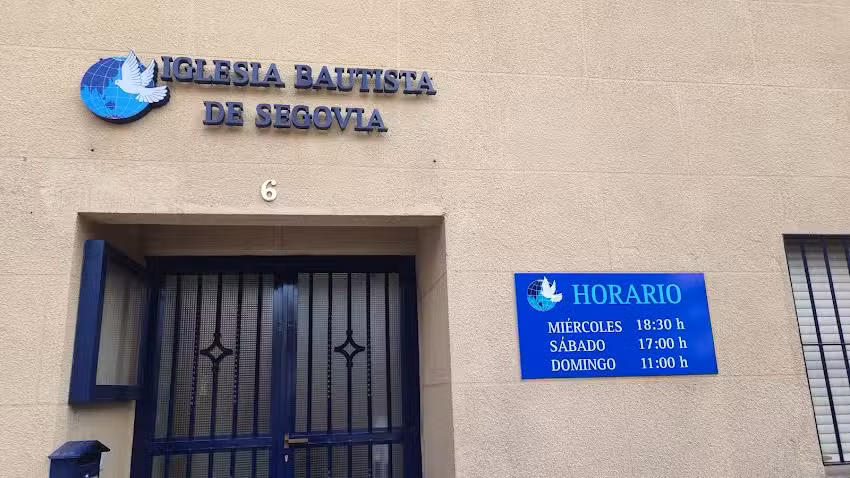 IGLESIA BAUTISTA
DE SEGOVIA
6
HORARIO
MIÉRCOLES 18:30 h
SÁBADO 17:00 h
DOMINGO 11:00 h